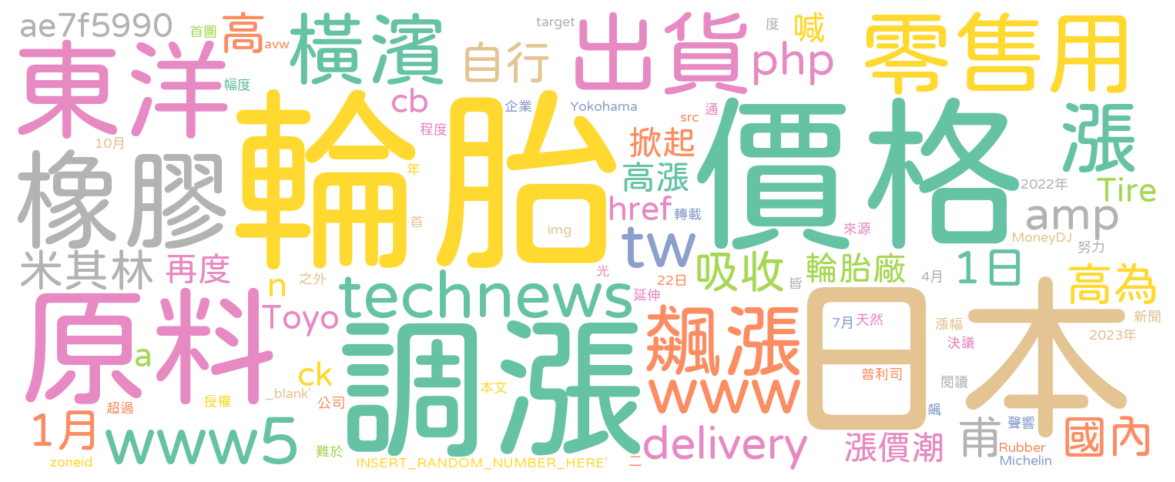 ae7f5990
首圖
高
avw
橫濱
自行
target
出貨
php
度
喊
零售用
東洋
幅度
cb
企業
Yokohama
src
通
漲
10月
程度
掀起
輪胎
價格
橡膠
年
高漲
2022年
Tire
首
href
轉載
amp
img
tw
來源
MoneyDJ
努力
米其林
再度
n
之外
光
22日
吸收
輪胎廠
皆
4月
1日
高為
technews
延伸
原料
Toyo
調漲
飆漲
日本
7月
天然
漲幅
新聞
2023年
決議
a
ck
本文
www
普利司
閱讀
_blank'
授權
超過
公司
飆
1月
www5
難於
delivery
漲價潮
甫
聲響
國內
Rubber
Michelin
zoneid
INSERT_RANDOM_NUMBER_HERE'
二